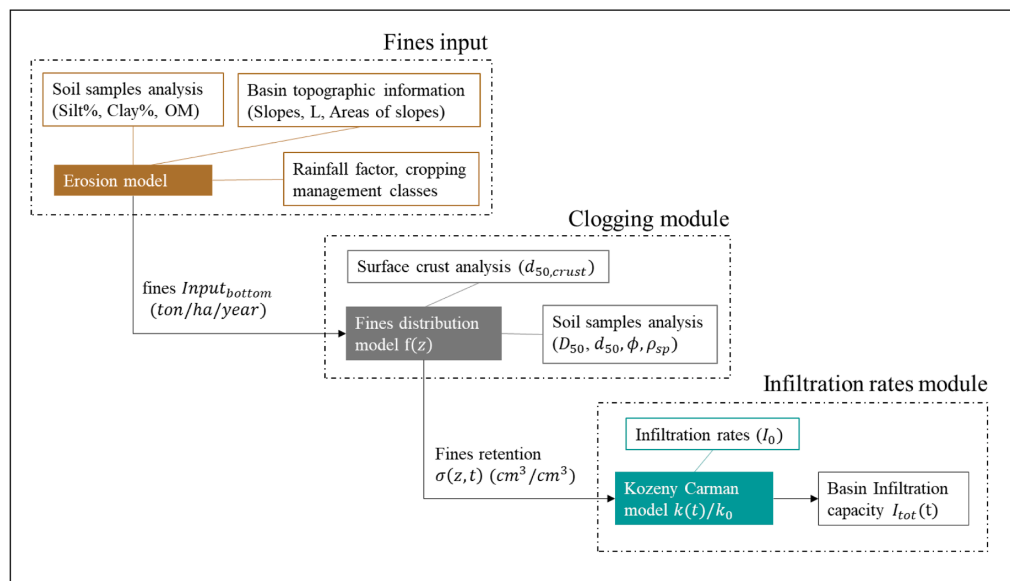 Fines input
Soil samples analysis
(Silt%, Clay%, OM)
Basin topographic information
(Slopes, L, Areas of slopes)
Erosion model
Rainfall factor, cropping
management classes
Clogging module
fines Input_bottom
(ton/ha/year)
Surface crust analysis (d_50,crust)
Fines distribution
model f(z)
Soil samples analysis
(D_50, d_50, ϕ, ρ_sp)
Infiltration rates module
Fines retention
σ(z, t) (cm³/cm³)
Infiltration rates (I_0)
Kozeny Carman
model k(t)/k_0
Basin Infiltration
capacity I_tot(t)